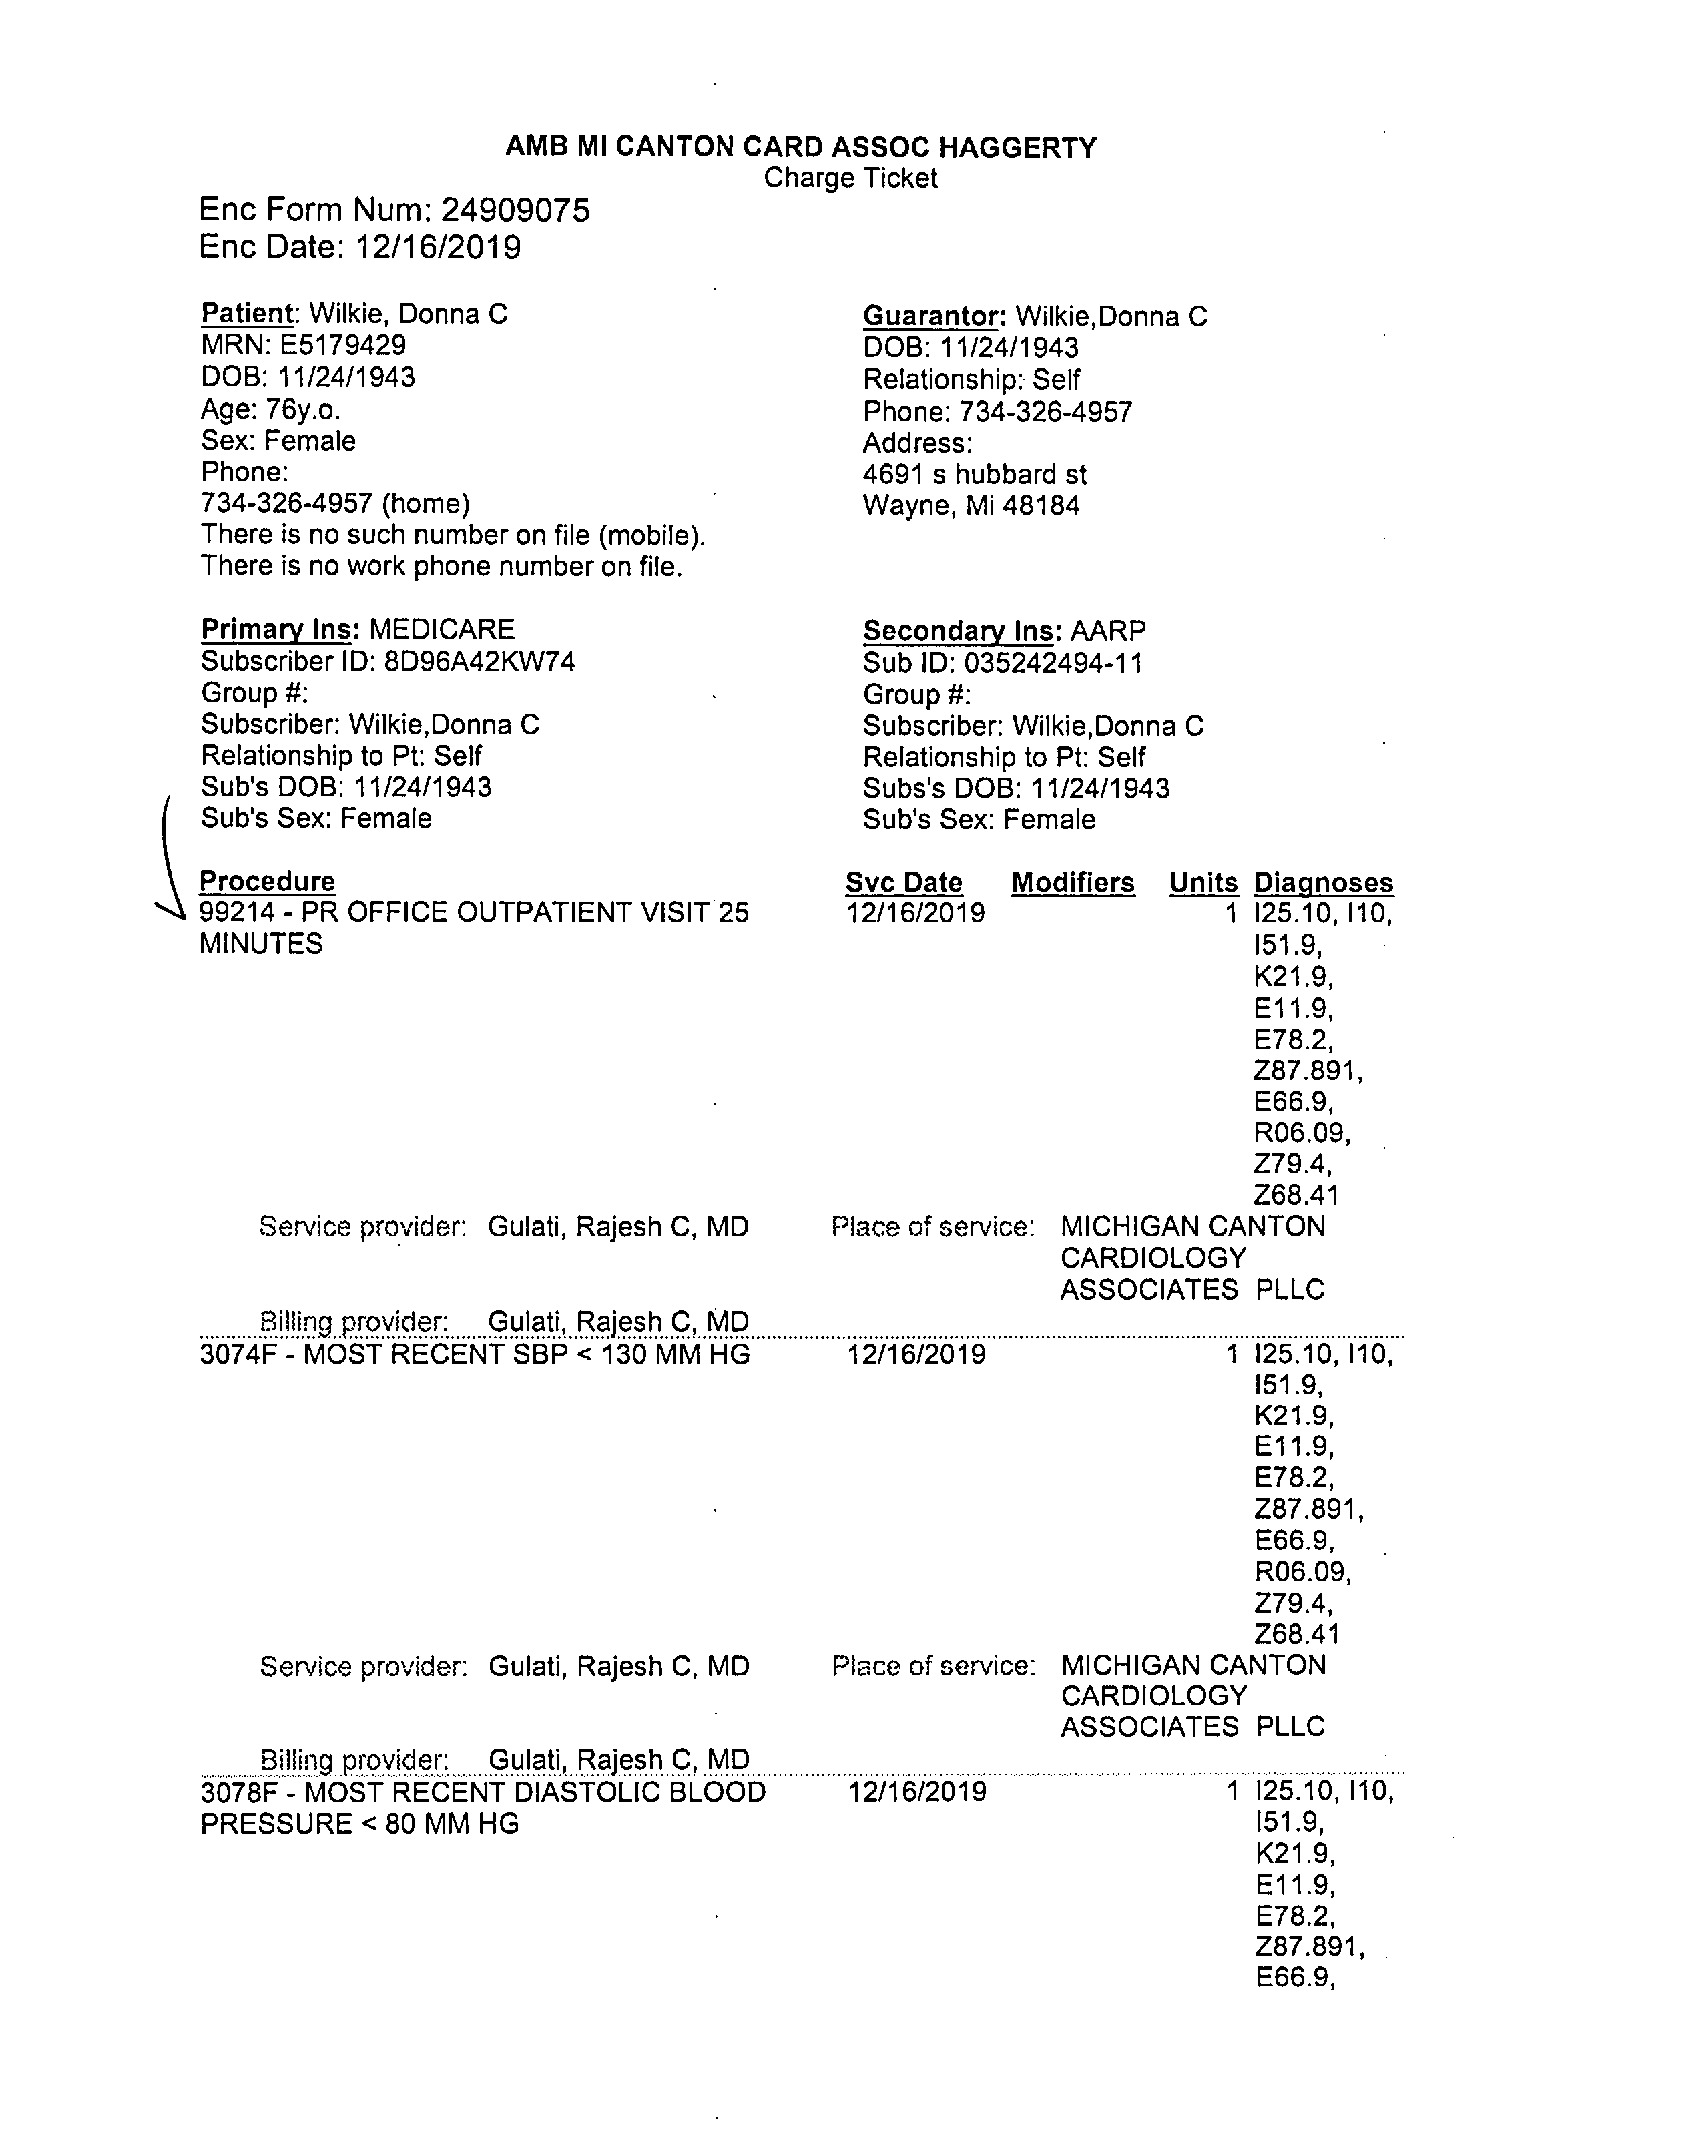 AMB MI CANTON CARD ASSOC HAGGERTY
Charge Ticket
Enc Form Num: 24909075
Enc Date: 12/16/2019
Patient: Wilkie, Donna C
MRN: E5179429
DOB: 11/24/1943
Age: 76y.o.
Sex: Female
Phone:
734-326-4957 (home)
There is no such number on file (mobile).
There is no work phone number on file.
Guarantor: Wilkie,Donna C
DOB: 11/24/1943
Relationship: Self
Phone: 734-326-4957
Address:
4691 s hubbard st
Wayne, Mi 48184
Primary Ins: MEDICARE
Subscriber ID: 8D96A42KW74
Group #:
Subscriber: Wilkie,Donna C
Relationship to Pt: Self
Sub's DOB: 11/24/1943
Sub's Sex: Female
Secondary Ins: AARP
Sub ID: 035242494-11
Group #:
Subscriber: Wilkie,Donna C
Relationship to Pt: Self
Subs's DOB: 11/24/1943
Sub's Sex: Female
Procedure Svc Date Modifiers Units Diagnoses
99214 - PR OFFICE OUTPATIENT VISIT 25 12/16/2019 1 I25.10, I10,
MINUTES I51.9,
K21.9,
E11.9,
E78.2,
Z87.891,
E66.9,
R06.09,
Z79.4,
Z68.41
Service provider: Gulati, Rajesh C, MD Place of service: MICHIGAN CANTON
CARDIOLOGY
ASSOCIATES PLLC
Billing provider: Gulati, Rajesh C, MD
3074F - MOST RECENT SBP < 130 MM HG 12/16/2019 1 I25.10, I10,
I51.9,
K21.9,
E11.9,
E78.2,
Z87.891,
E66.9,
R06.09,
Z79.4,
Z68.41
Service provider: Gulati, Rajesh C, MD Place of service: MICHIGAN CANTON
CARDIOLOGY
ASSOCIATES PLLC
Billing provider: Gulati, Rajesh C, MD
3078F - MOST RECENT DIASTOLIC BLOOD 12/16/2019 1 I25.10, I10,
PRESSURE < 80 MM HG I51.9,
K21.9,
E11.9,
E78.2,
Z87.891,
E66.9,